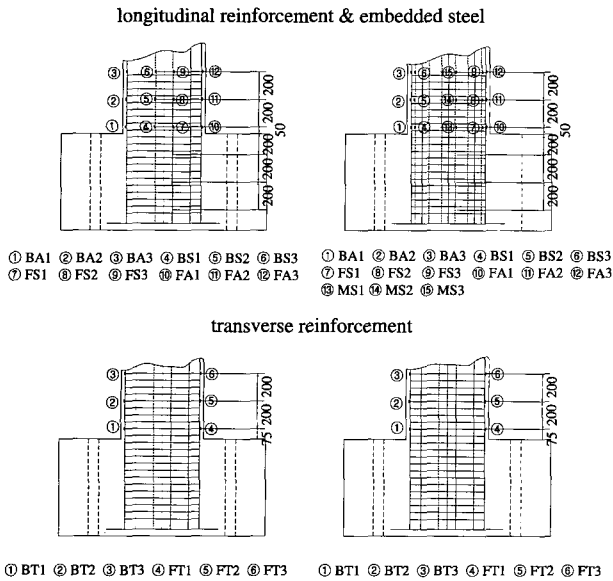 longitudinal reinforcement & embedded steel
③ ⑥ ⑨ ⑫
② ⑤ ⑧ ⑪
① ④ ⑦ ⑩
200
200
50
200
200
200
③ ⑥ ⑮ ⑨ ⑫
② ⑤ ⑭ ⑧ ⑪
① ④ ⑬ ⑦ ⑩
200
200
50
200
200
200
① BA1 ② BA2 ③ BA3 ④ BS1 ⑤ BS2 ⑥ BS3
⑦ FS1 ⑧ FS2 ⑨ FS3 ⑩ FA1 ⑪ FA2 ⑫ FA3
① BA1 ② BA2 ③ BA3 ④ BS1 ⑤ BS2 ⑥ BS3
⑦ FS1 ⑧ FS2 ⑨ FS3 ⑩ FA1 ⑪ FA2 ⑫ FA3
⑬ MS1 ⑭ MS2 ⑮ MS3
transverse reinforcement
③ ⑥
② ⑤
① ④
200
200
75
③ ⑥
② ⑤
① ④
200
200
75
① BT1 ② BT2 ③ BT3 ④ FT1 ⑤ FT2 ⑥ FT3
① BT1 ② BT2 ③ BT3 ④ FT1 ⑤ FT2 ⑥ FT3